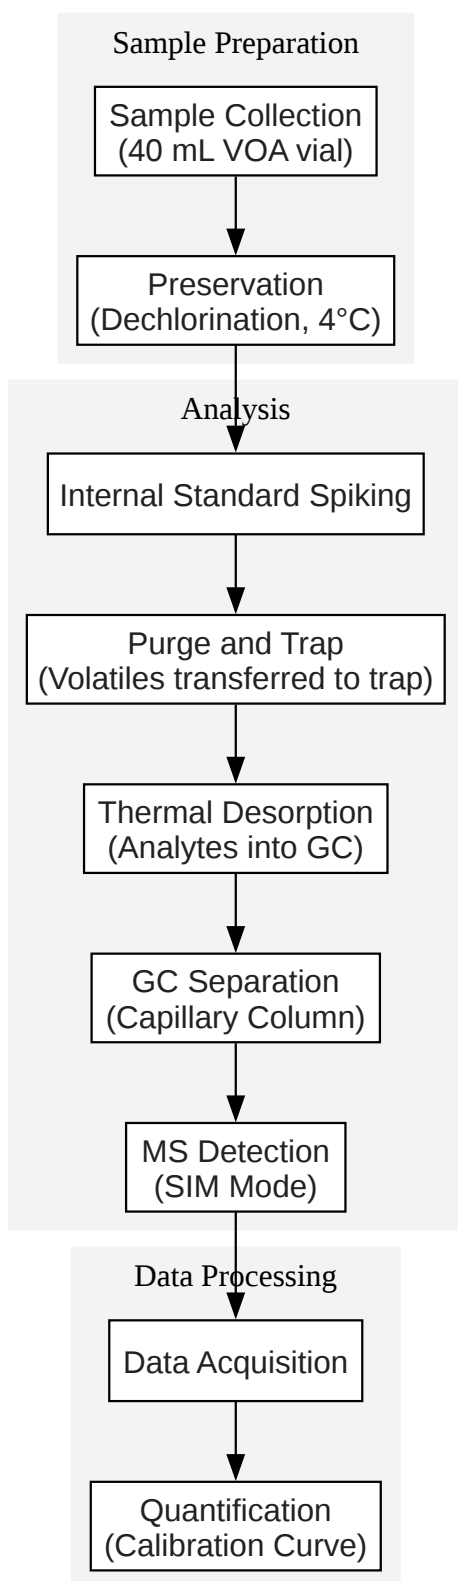 Sample Preparation
Sample Collection
(40 mL VOA vial)
Preservation
(Dechlorination, 4°C)
Analysis
Internal Standard Spiking
Purge and Trap
(Volatiles transferred to trap)
Thermal Desorption
(Analytes into GC)
GC Separation
(Capillary Column)
MS Detection
(SIM Mode)
Data Processing
Data Acquisition
Quantification
(Calibration Curve)